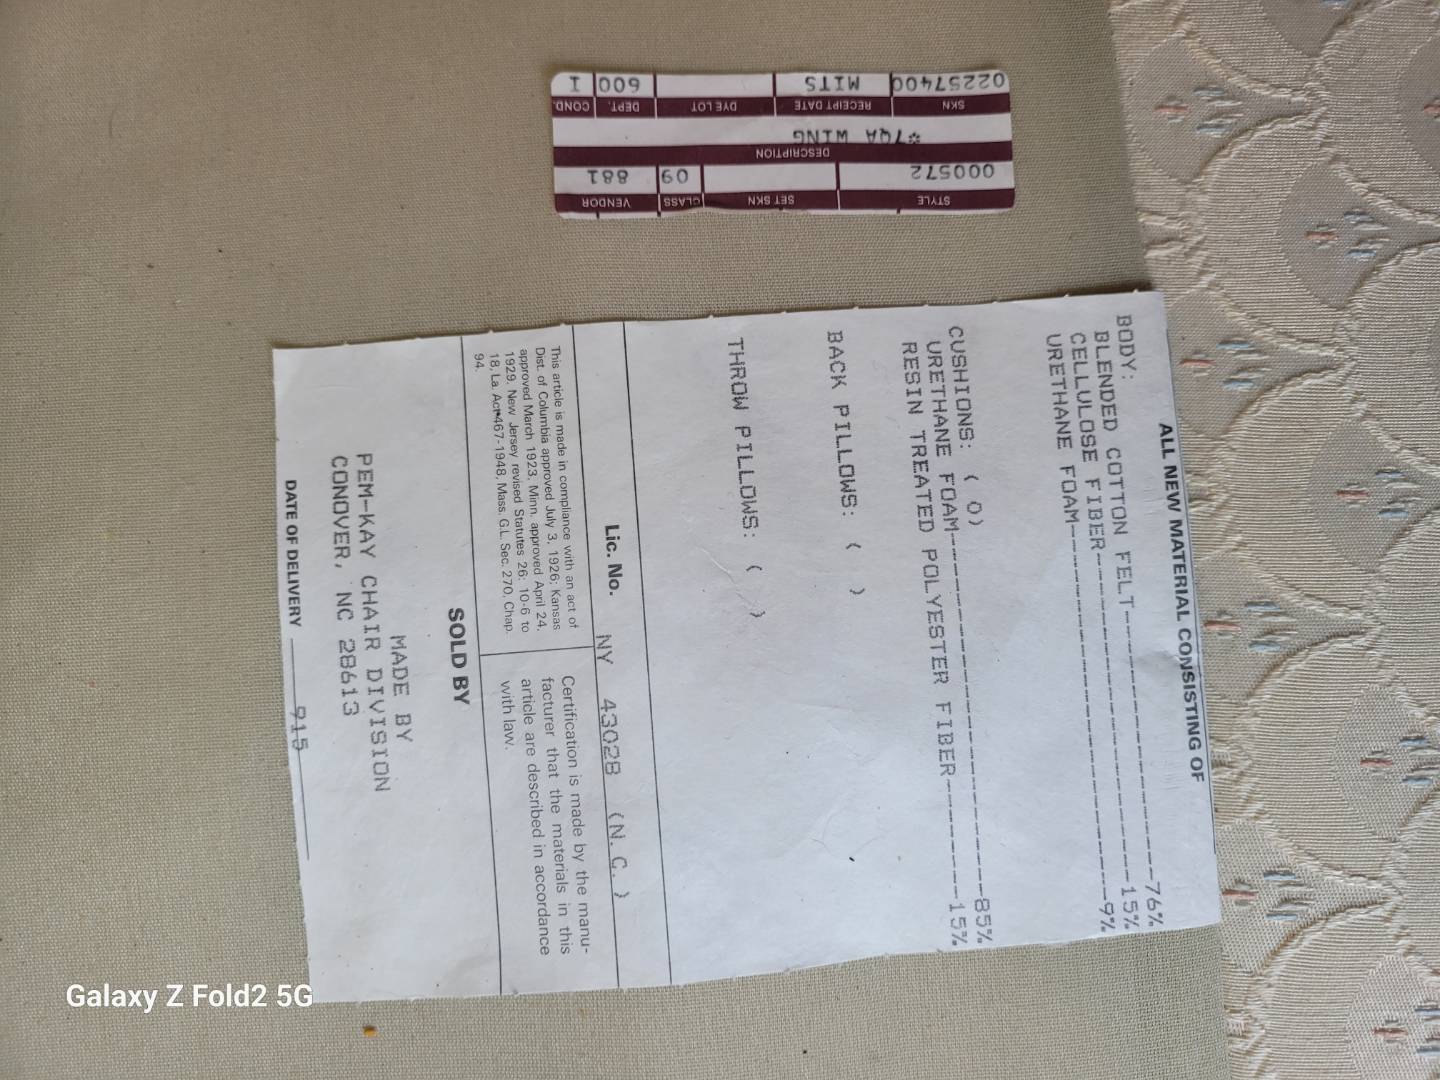 STYLE SET SKN CLASS VENDOR
000572 09 881
DESCRIPTION
*7QA WING
SKN RECEIPT DATE DYE LOT DEPT. COND.
02257400 MITS 600 I
ALL NEW MATERIAL CONSISTING OF
BODY:
BLENDED COTTON FELT--------------------76%
CELLULOSE FIBER------------------------15%
URETHANE FOAM---------------------------9%
CUSHIONS: ( O)
URETHANE FOAM--------------------------85%
RESIN TREATED POLYESTER FIBER----------15%
BACK PILLOWS: ( )
THROW PILLOWS: ( )
Lic. No. NY 4302B (N.C.)
This article is made in compliance with an act of
Dist. of Columbia approved July 3, 1926; Kansas
approved March 1923, Minn. approved April 24,
1929, New Jersey revised Statutes 26: 10-6 to
18, La. Act 467-1948, Mass. G.L. Sec. 270, Chap.
94.
Certification is made by the manu-
facturer that the materials in this
article are described in accordance
with law.
SOLD BY
MADE BY
PEM-KAY CHAIR DIVISION
CONOVER, NC 28613
DATE OF DELIVERY 915
Galaxy Z Fold2 5G